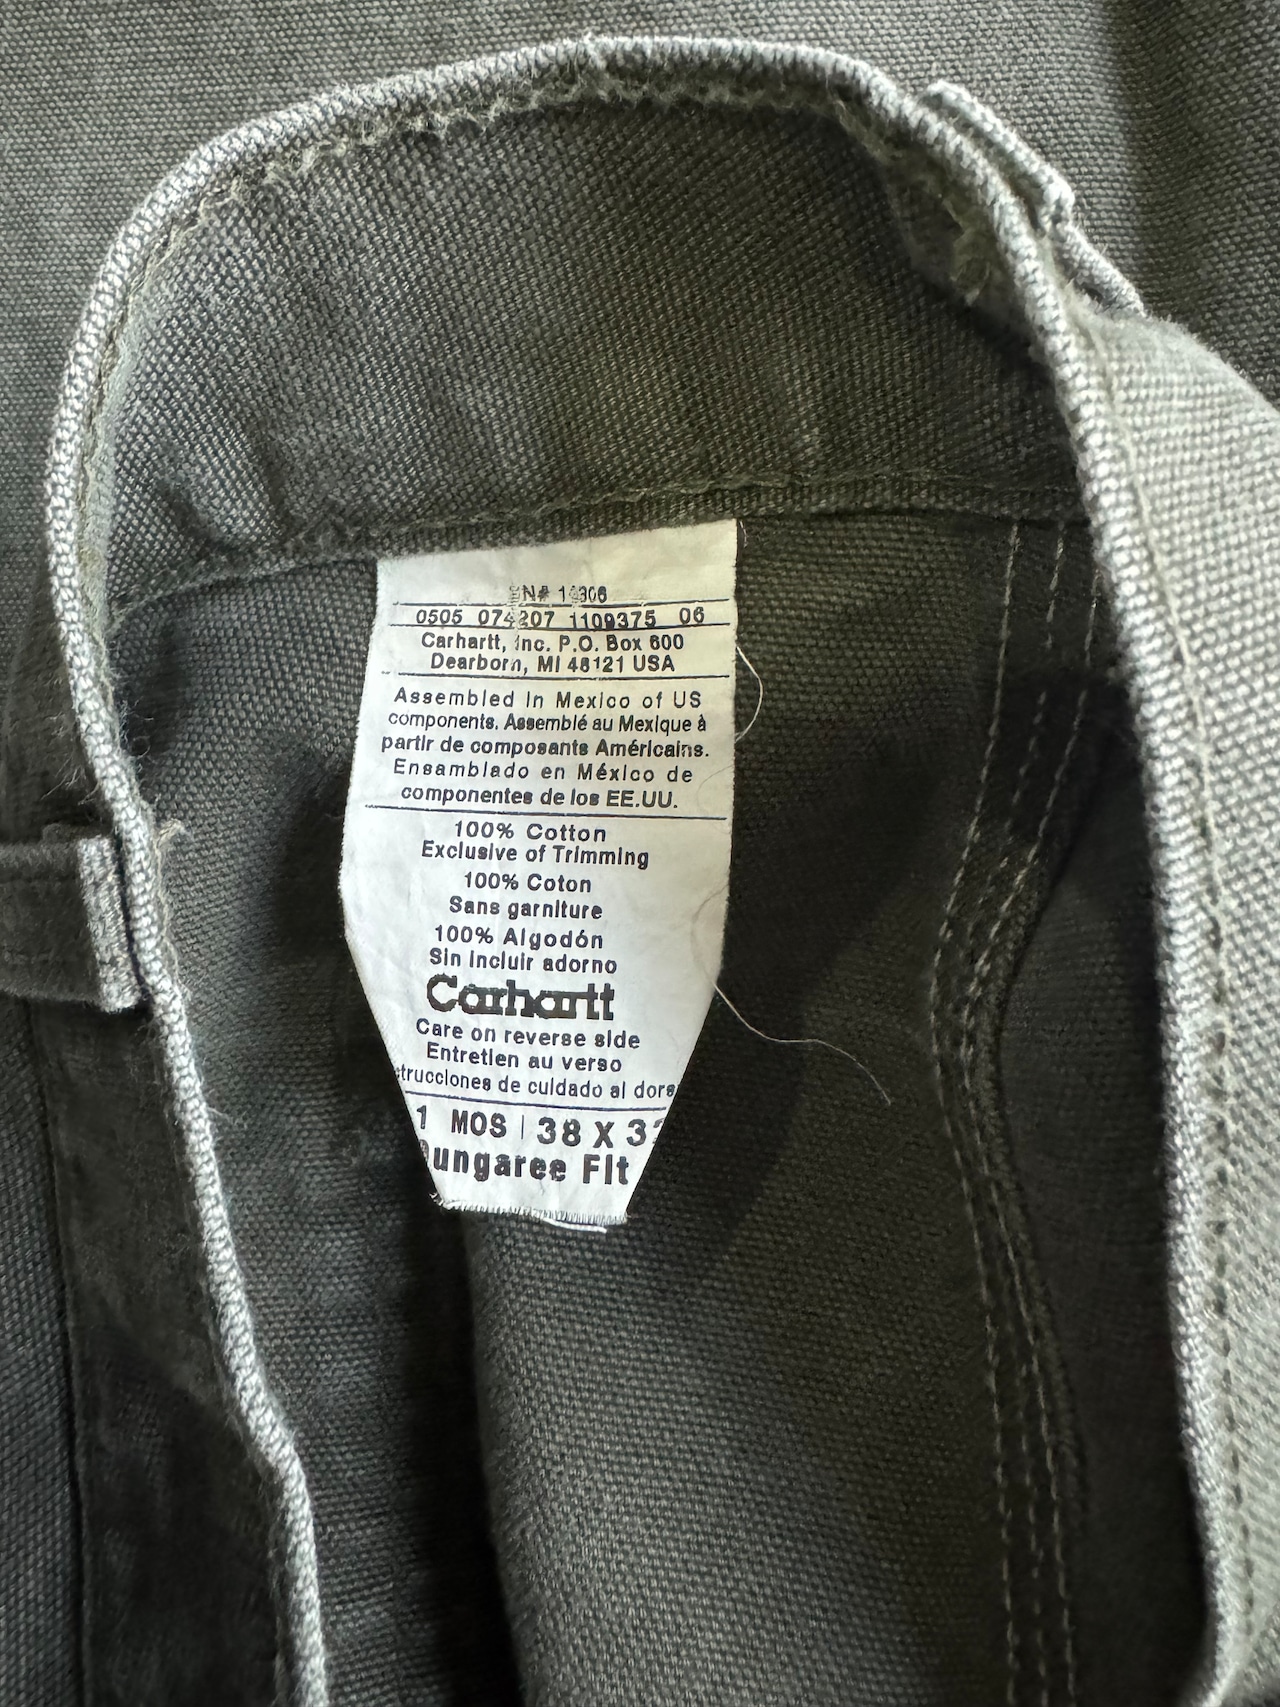 0505 074207 1109375 06
Carhartt, Inc. P.O. Box 600
Dearborn, MI 48121 USA
Assembled in Mexico of US
components. Assemblé au Mexique à
partir de composants Américains.
Ensamblado en México de
componentes de los EE.UU.
100% Cotton
Exclusive of Trimming
100% Coton
Sans garniture
100% Algodón
Sin incluir adorno
Carhartt
Care on reverse side
Entretien au verso
de cuidado al
MOS | 38 X
Fit